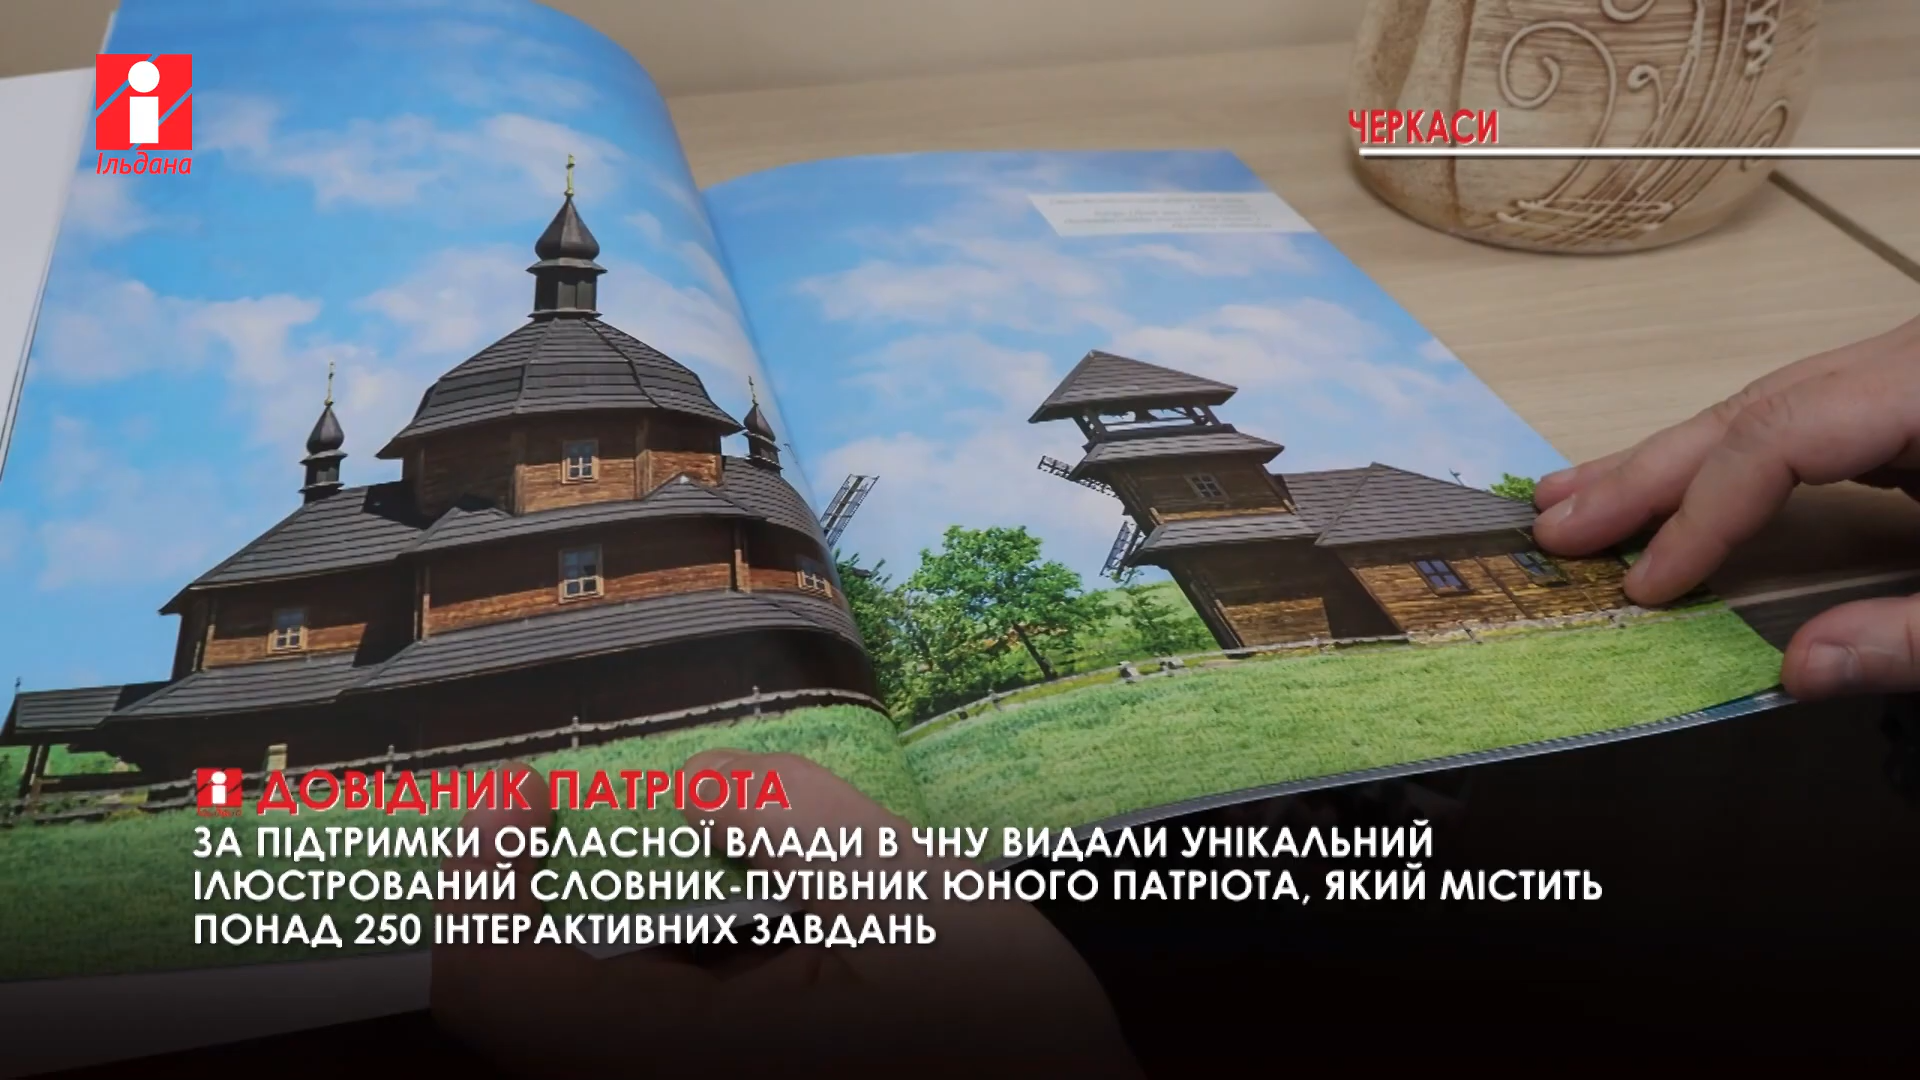 Ільдана
ЧЕРКАСИ
ДОВІДНИК ПАТРІОТА
ЗА ПІДТРИМКИ ОБЛАСНОЇ ВЛАДИ В ЧНУ ВИДАЛИ УНІКАЛЬНИЙ
ІЛЮСТРОВАНИЙ СЛОВНИК-ПУТІВНИК ЮНОГО ПАТРІОТА, ЯКИЙ МІСТИТЬ
ПОНАД 250 ІНТЕРАКТИВНИХ ЗАВДАНЬ